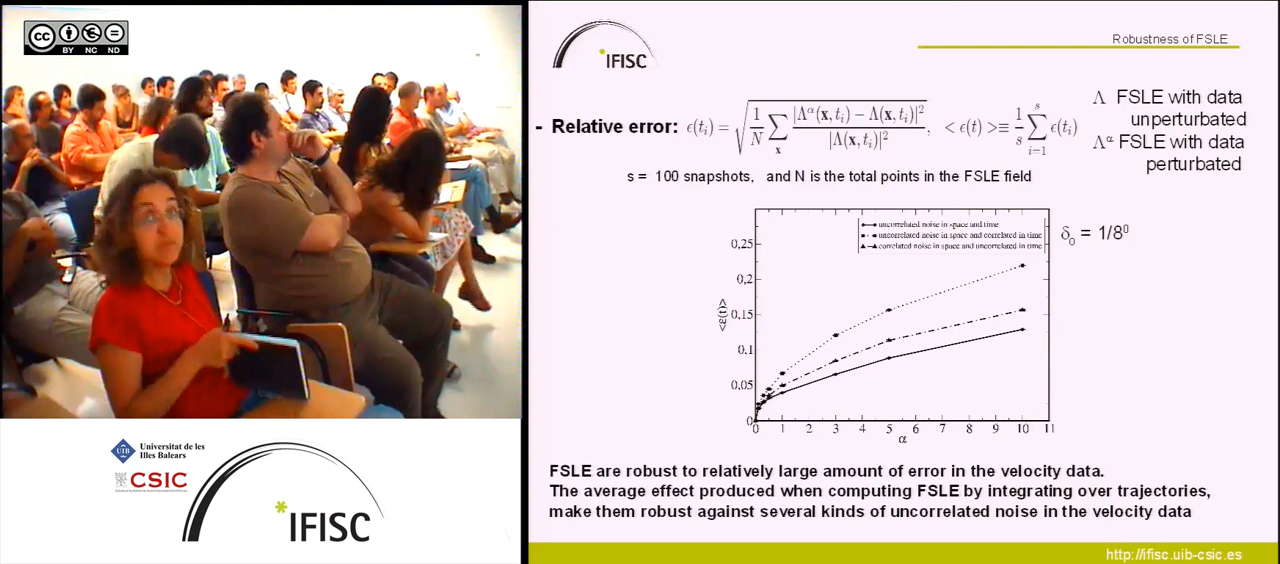 cc
BY NC ND
Universitat de les
Illes Balears
UIB
CSIC
IFISC
IFISC
Robustness of FSLE
- Relative error: ϵ(tᵢ) = √( 1/N ∑ₓ |Λᵅ(x,tᵢ) − Λ(x,tᵢ)|² / |Λ(x,tᵢ)|² ), < ϵ(t) >≡ 1/s ∑ᵢ₌₁ˢ ϵ(tᵢ)
Λ FSLE with data
unperturbated
Λᵅ FSLE with data
perturbated
s = 100 snapshots, and N is the total points in the FSLE field
uncorrelated noise in space and time
uncorrelated noise in space and correlated in time
correlated noise in space and uncorrelated in time
δ₀ = 1/8⁰
0,25
0,2
0,15
0,1
0,05
0
<ε(t)>
0 1 2 3 4 5 6 7 8 9 10 11
α
FSLE are robust to relatively large amount of error in the velocity data.
The average effect produced when computing FSLE by integrating over trajectories,
make them robust against several kinds of uncorrelated noise in the velocity data
http://ifisc.uib-csic.es